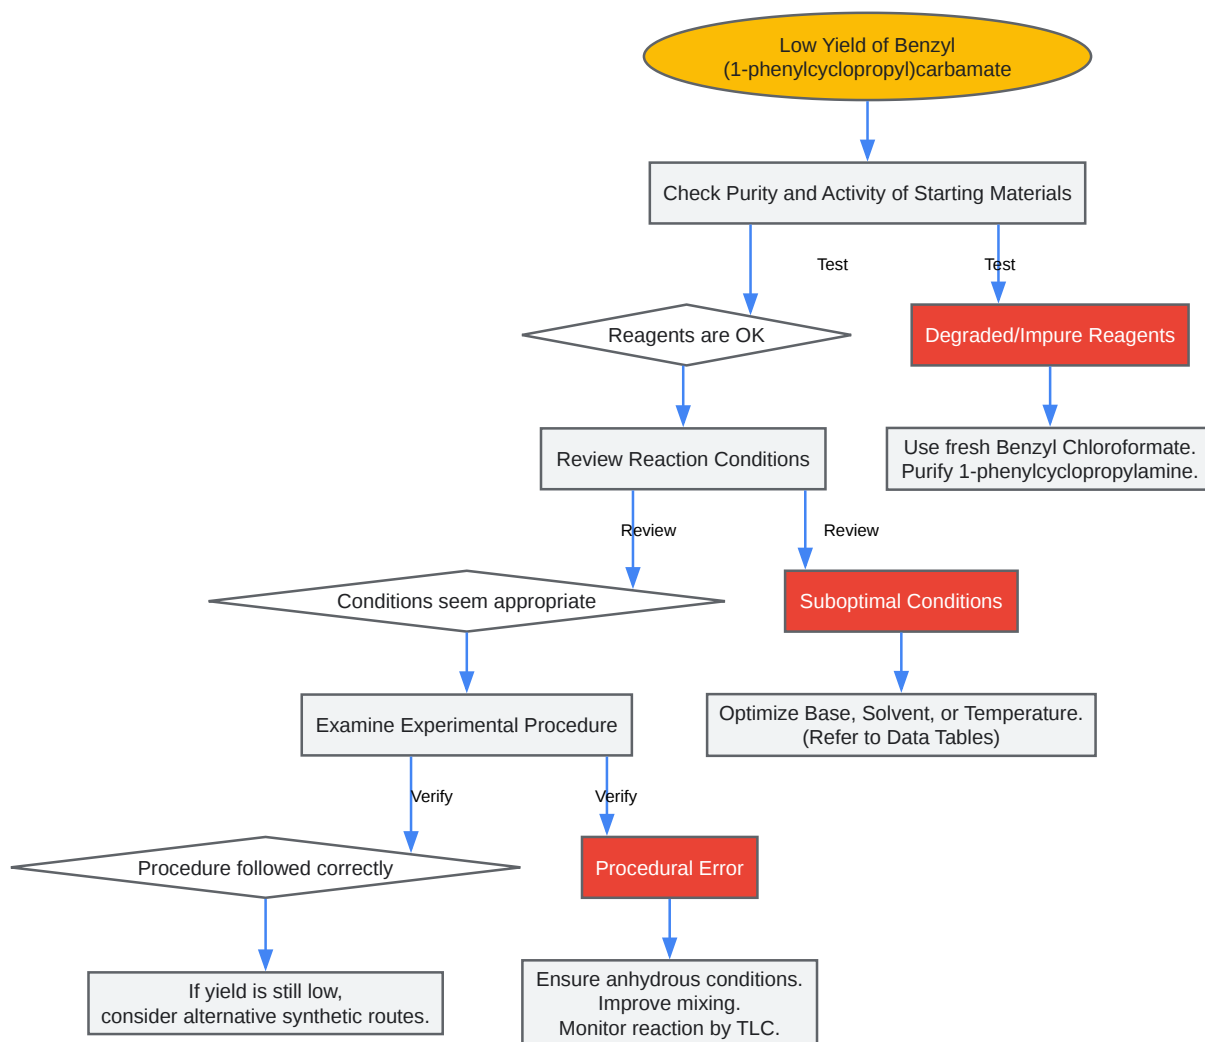 Low Yield of Benzyl
(1-phenylcyclopropyl)carbamate
Check Purity and Activity of Starting Materials
Test
Test
Reagents are OK
Degraded/Impure Reagents
Review Reaction Conditions
Use fresh Benzyl Chloroformate.
Purify 1-phenylcyclopropylamine.
Review
Review
Conditions seem appropriate
Suboptimal Conditions
Examine Experimental Procedure
Optimize Base, Solvent, or Temperature.
(Refer to Data Tables)
Verify
Verify
Procedure followed correctly
Procedural Error
If yield is still low,
consider alternative synthetic routes.
Ensure anhydrous conditions.
Improve mixing.
Monitor reaction by TLC.